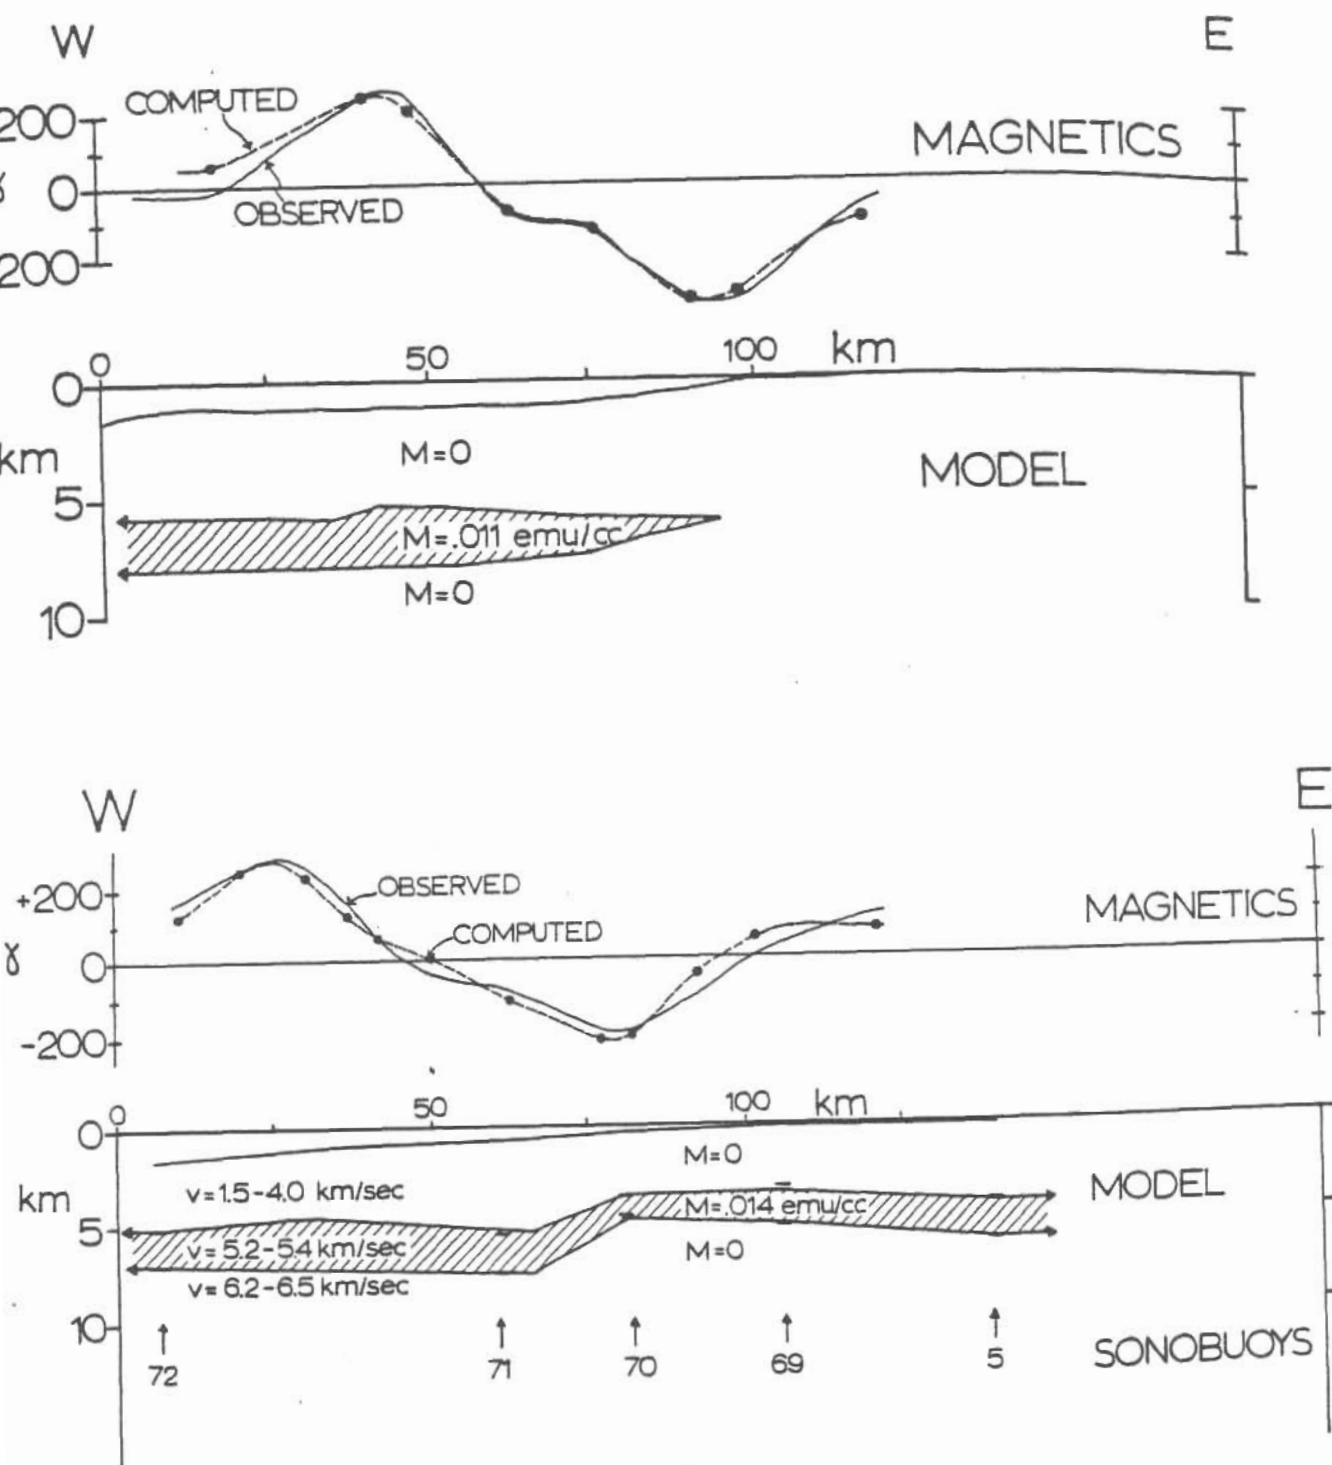 W E
COMPUTED
200
MAGNETICS
γ 0
OBSERVED
200
0 50 100 km
0
M=0
km
MODEL
5
M=.011 emu/cc
M=0
10
W E
OBSERVED
+200
MAGNETICS
COMPUTED
γ 0
-200
0 50 100 km
0
M=0
v=1.5-4.0 km/sec
km
MODEL
M=.014 emu/cc
5
v=5.2-5.4 km/sec
M=0
v=6.2-6.5 km/sec
10
SONOBUOYS
72 71 70 69 5